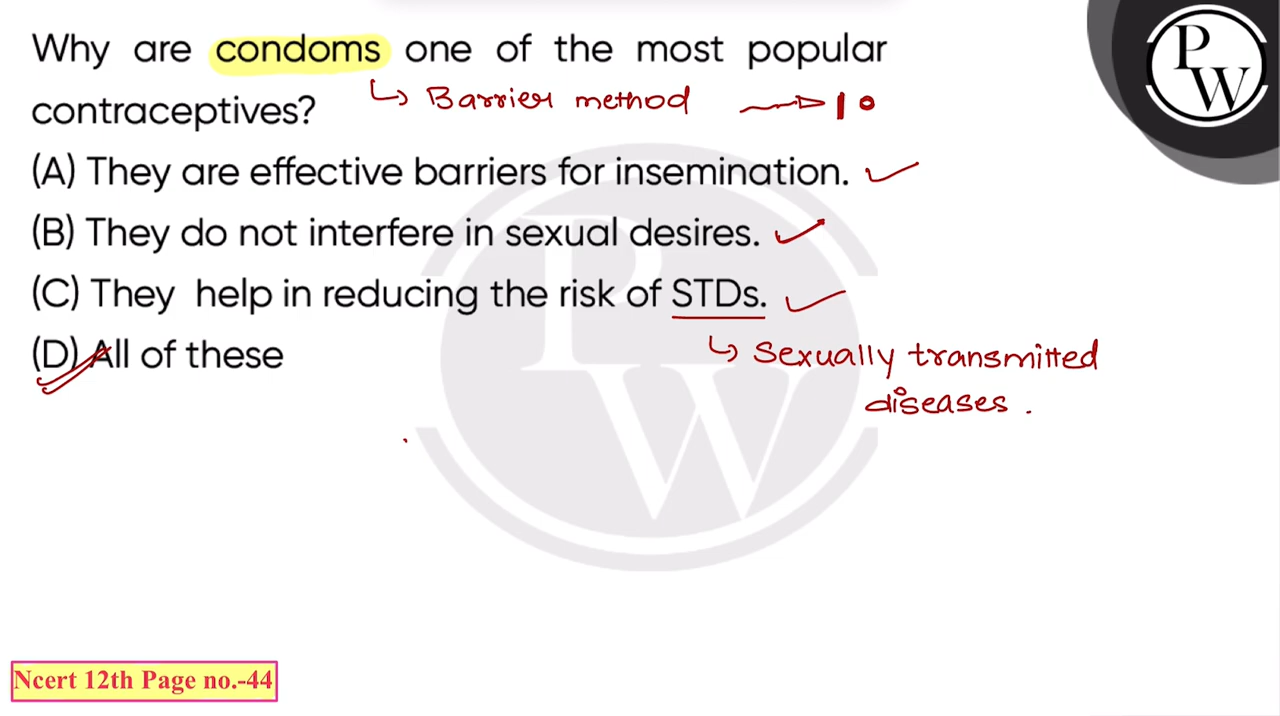 Why are condoms one of the most popular
contraceptives?
Barrier method
(A) They are effective barriers for insemination.
(B) They do not interfere in sexual desires.
(C) They help in reducing the risk of STDs.
(D) All of these
Sexually transmitted
diseases.
PW
PW
Ncert 12th Page no.-44